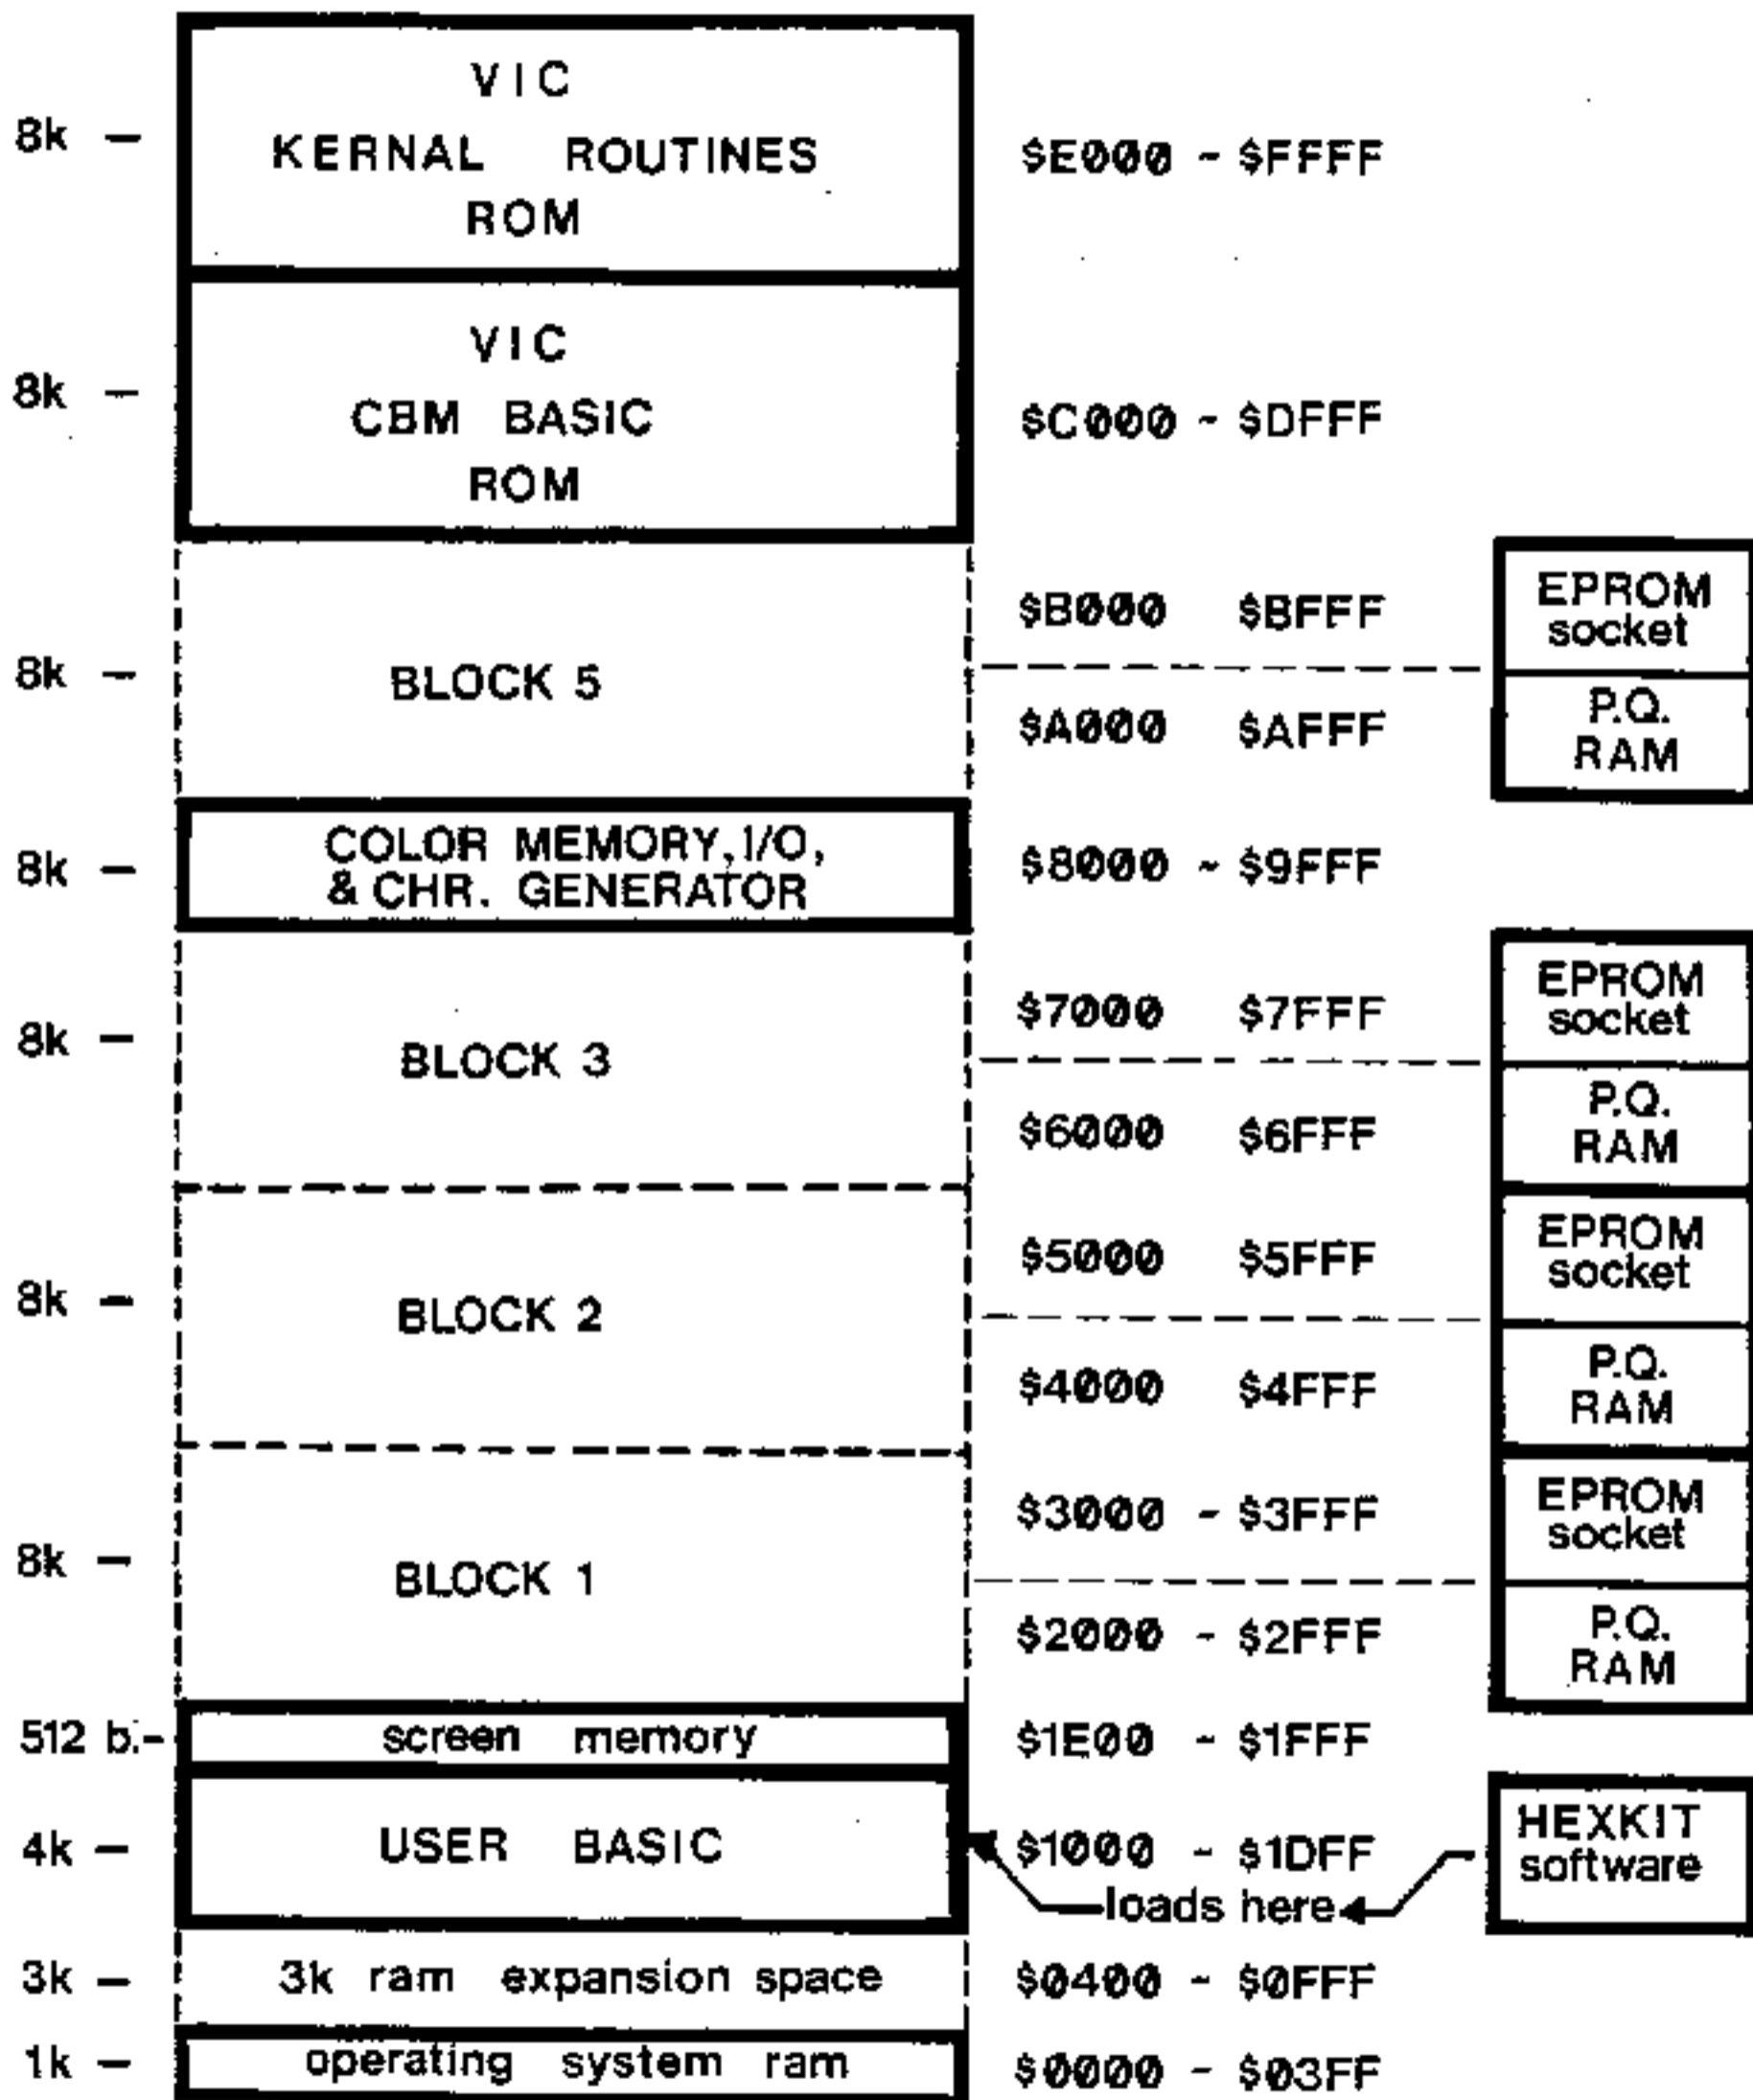 VIC
8k — KERNAL ROUTINES $E000 - $FFFF
ROM
VIC
8k — CBM BASIC $C000 - $DFFF
ROM
$B000 $BFFF EPROM
socket
8k — BLOCK 5
$A000 $AFFF P.Q.
RAM
8k — COLOR MEMORY, I/O, $8000 - $9FFF
& CHR. GENERATOR
$7000 $7FFF EPROM
socket
8k — BLOCK 3
$6000 $6FFF P.Q.
RAM
$5000 $5FFF EPROM
socket
8k — BLOCK 2
$4000 $4FFF P.Q.
RAM
$3000 - $3FFF EPROM
socket
8k — BLOCK 1
$2000 - $2FFF P.Q.
RAM
512 b.- screen memory $1E00 - $1FFF
4k — USER BASIC $1000 - $1DFF HEXKIT
software
loads here
3k — 3k ram expansion space $0400 - $0FFF
1k — operating system ram $0000 - $03FF